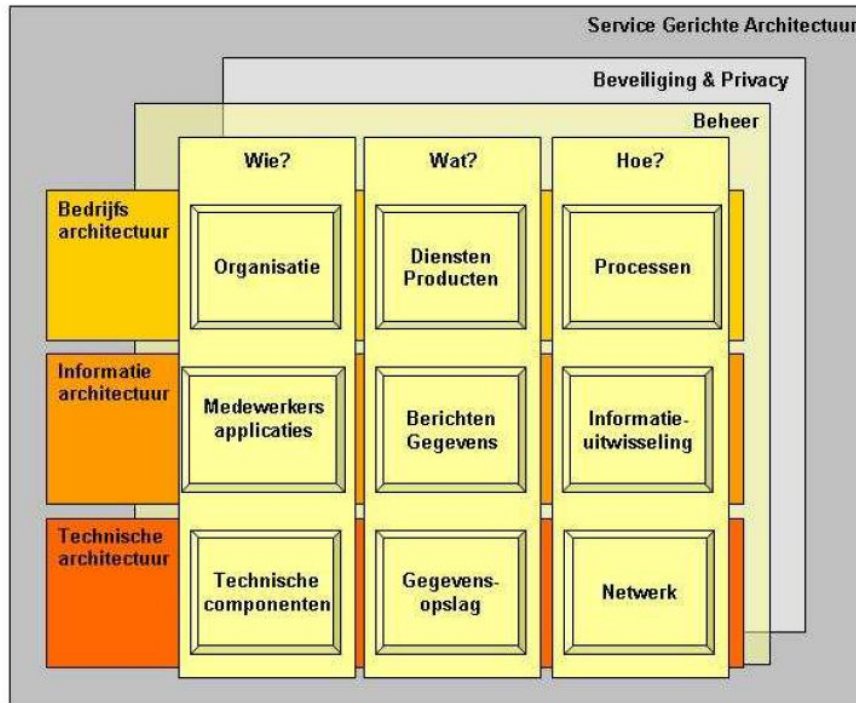 Service Gerichte Architectuur
Beveiliging & Privacy
Beheer
Wie?
Wat?
Hoe?
Bedrijfs
architectuur
Organisatie
Diensten
Producten
Processen
Informatie
architectuur
Medewerkers
applicaties
Berichten
Gegevens
Informatie-
uitwisseling
Technische
architectuur
Technische
componenten
Gegevens-
opslag
Netwerk